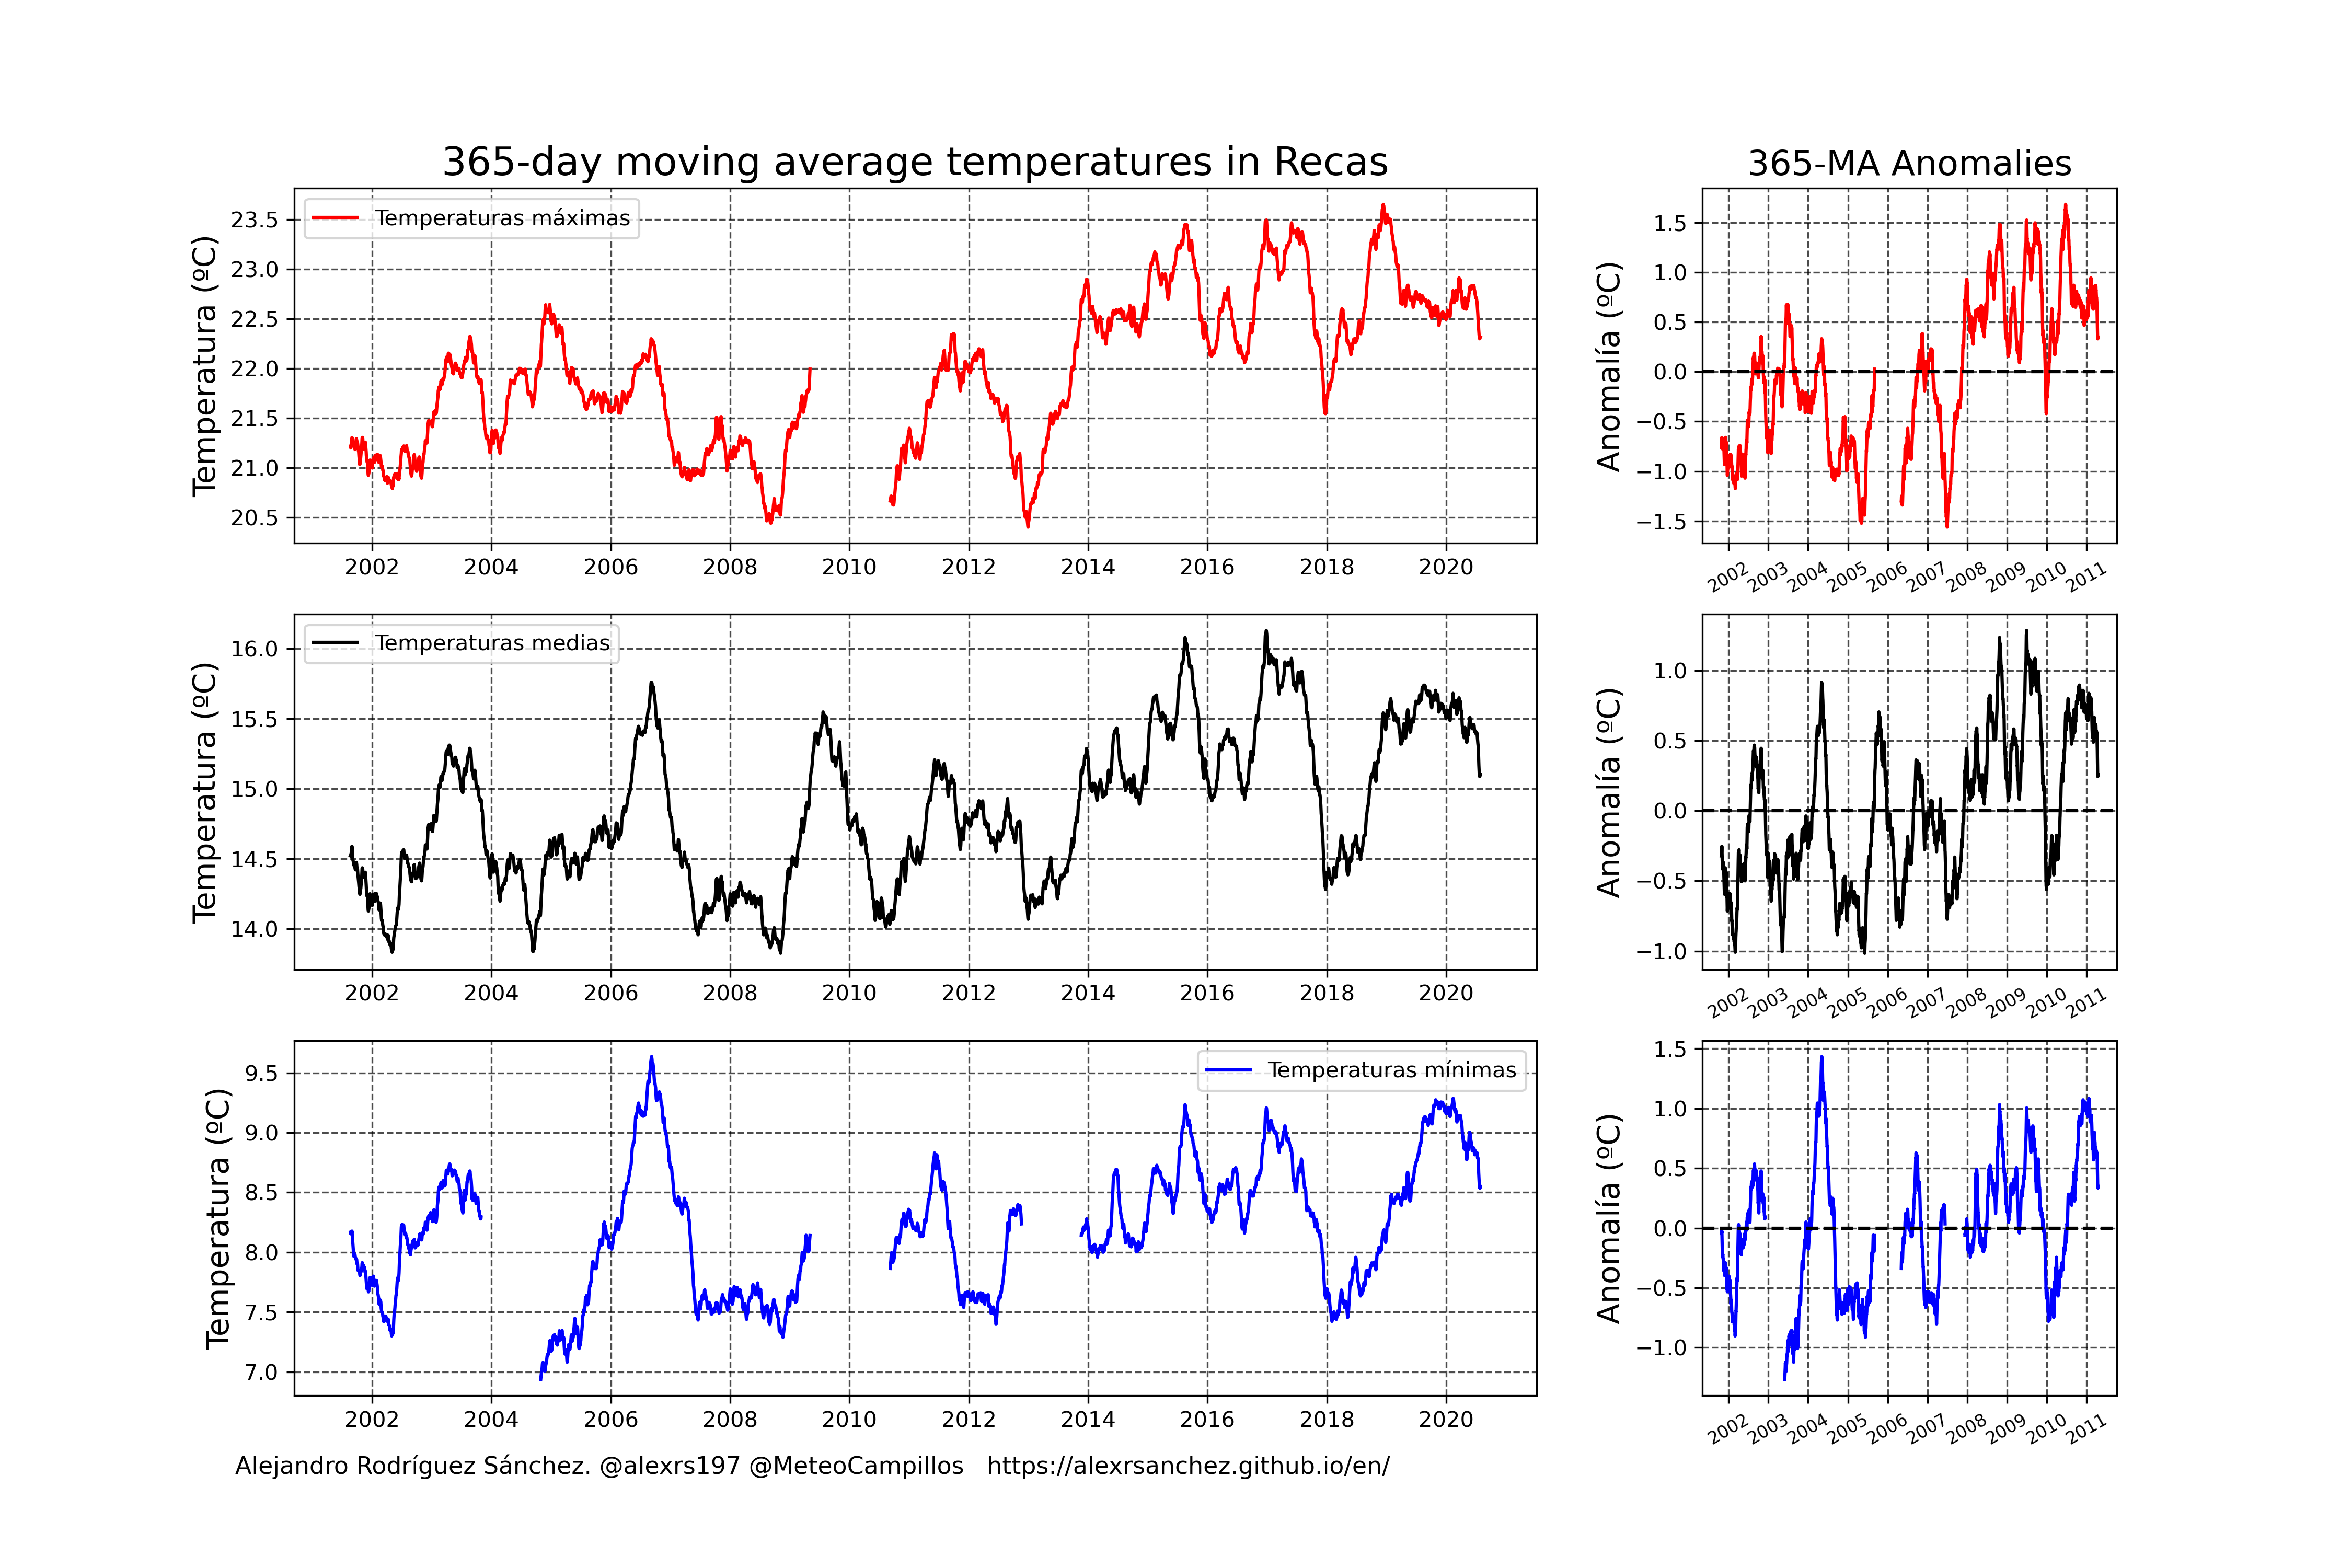 365-day moving average temperatures in Recas
365-MA Anomalies
Temperatura (ºC)
23.5
23.0
22.5
22.0
21.5
21.0
20.5
Temperaturas máximas
2002 2004 2006 2008 2010 2012 2014 2016 2018 2020
Anomalía (ºC)
1.5
1.0
0.5
0.0
−0.5
−1.0
−1.5
2002 2003 2004 2005 2006 2007 2008 2009 2010 2011
Temperatura (ºC)
16.0
15.5
15.0
14.5
14.0
Temperaturas medias
2002 2004 2006 2008 2010 2012 2014 2016 2018 2020
Anomalía (ºC)
1.0
0.5
0.0
−0.5
−1.0
2002 2003 2004 2005 2006 2007 2008 2009 2010 2011
Temperatura (ºC)
9.5
9.0
8.5
8.0
7.5
7.0
Temperaturas mínimas
2002 2004 2006 2008 2010 2012 2014 2016 2018 2020
Anomalía (ºC)
1.5
1.0
0.5
0.0
−0.5
−1.0
2002 2003 2004 2005 2006 2007 2008 2009 2010 2011
Alejandro Rodríguez Sánchez. @alexrs197 @MeteoCampillos https://alexrsanchez.github.io/en/